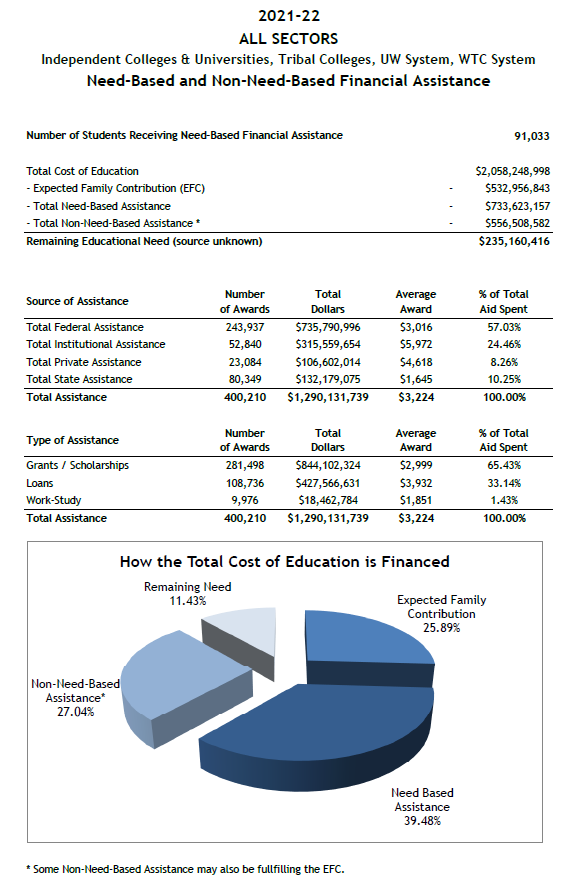 2021-22
ALL SECTORS
Independent Colleges & Universities, Tribal Colleges, UW System, WTC System
Need-Based and Non-Need-Based Financial Assistance
Number of Students Receiving Need-Based Financial Assistance 91,033
Total Cost of Education $2,058,248,998
- Expected Family Contribution (EFC) - $532,956,843
- Total Need-Based Assistance - $733,623,157
- Total Non-Need-Based Assistance * - $556,508,582
Remaining Educational Need (source unknown) $235,160,416
Source of Assistance Number of Awards Total Dollars Average Award % of Total Aid Spent
Total Federal Assistance 243,937 $735,790,996 $3,016 57.03%
Total Institutional Assistance 52,840 $315,559,654 $5,972 24.46%
Total Private Assistance 23,084 $106,602,014 $4,618 8.26%
Total State Assistance 80,349 $132,179,075 $1,645 10.25%
Total Assistance 400,210 $1,290,131,739 $3,224 100.00%
Type of Assistance Number of Awards Total Dollars Average Award % of Total Aid Spent
Grants / Scholarships 281,498 $844,102,324 $2,999 65.43%
Loans 108,736 $427,566,631 $3,932 33.14%
Work-Study 9,976 $18,462,784 $1,851 1.43%
Total Assistance 400,210 $1,290,131,739 $3,224 100.00%
How the Total Cost of Education is Financed
Remaining Need
11.43%
Expected Family
Contribution
25.89%
Non-Need-Based
Assistance*
27.04%
Need Based
Assistance
39.48%
* Some Non-Need-Based Assistance may also be fullfilling the EFC.